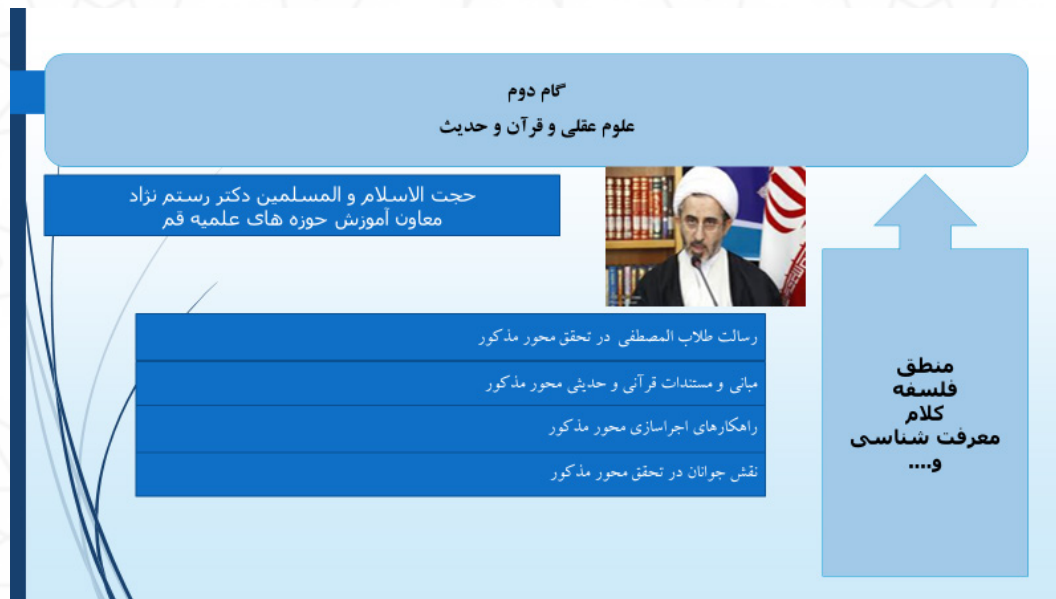 گام دوم
علوم عقلی و قرآن و حدیث
حجت الاسلام و المسلمین دکتر رستم نژاد
معاون آموزش حوزه های علمیه قم
رسالت طلاب المصطفی در تحقق محور مذکور
مبانی و مستندات قرآنی و حدیثی محور مذکور
راهکارهای اجراسازی محور مذکور
نقش جوانان در تحقق محور مذکور
منطق
فلسفه
کلام
معرفت شناسی
و....